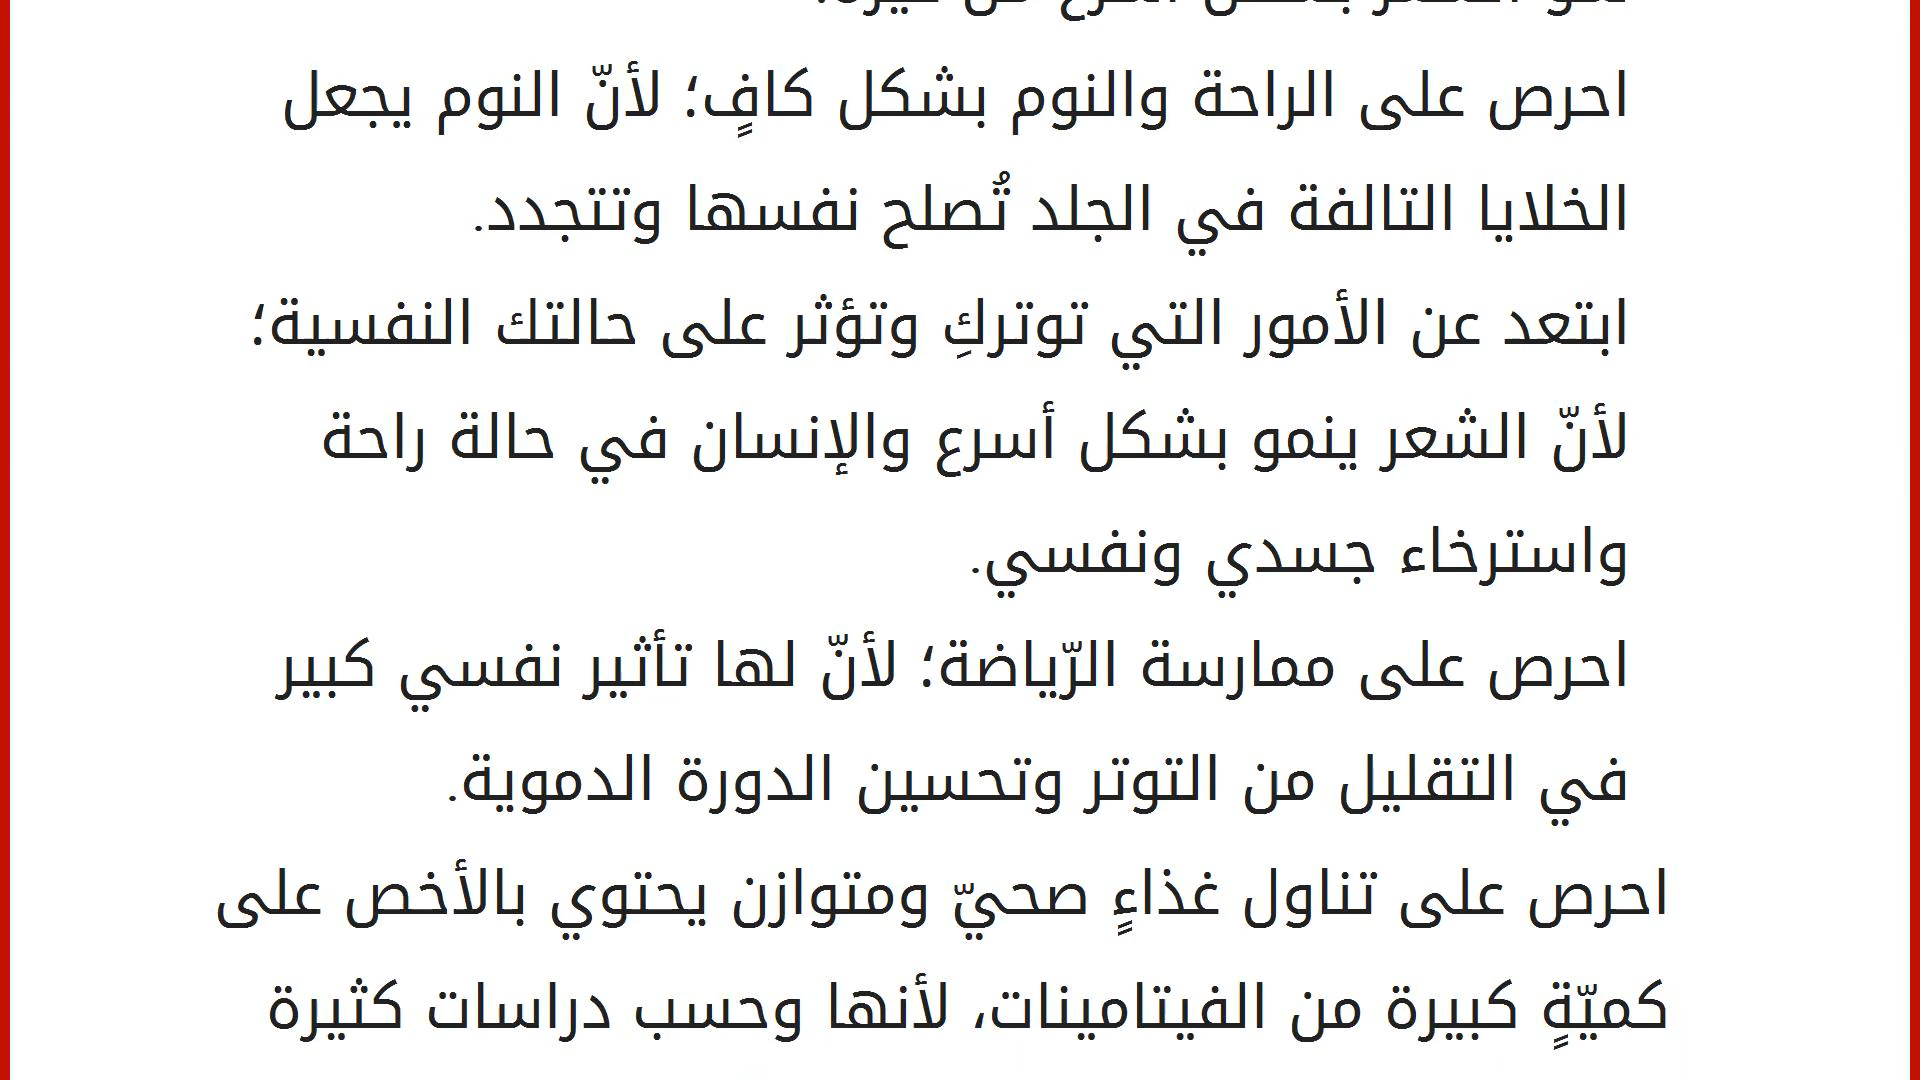 احرص على الراحة والنوم بشكل كافٍ؛ لأنّ النوم يجعل
الخلايا التالفة في الجلد تُصلح نفسها وتتجدد.
ابتعد عن الأمور التي توتركِ وتؤثر على حالتك النفسية؛
لأنّ الشعر ينمو بشكل أسرع والإنسان في حالة راحة
واسترخاء جسدي ونفسي.
احرص على ممارسة الرّياضة؛ لأنّ لها تأثير نفسي كبير
في التقليل من التوتر وتحسين الدورة الدموية.
احرص على تناول غذاءٍ صحيّ ومتوازن يحتوي بالأخص على
كميّةٍ كبيرة من الفيتامينات، لأنها وحسب دراسات كثيرة